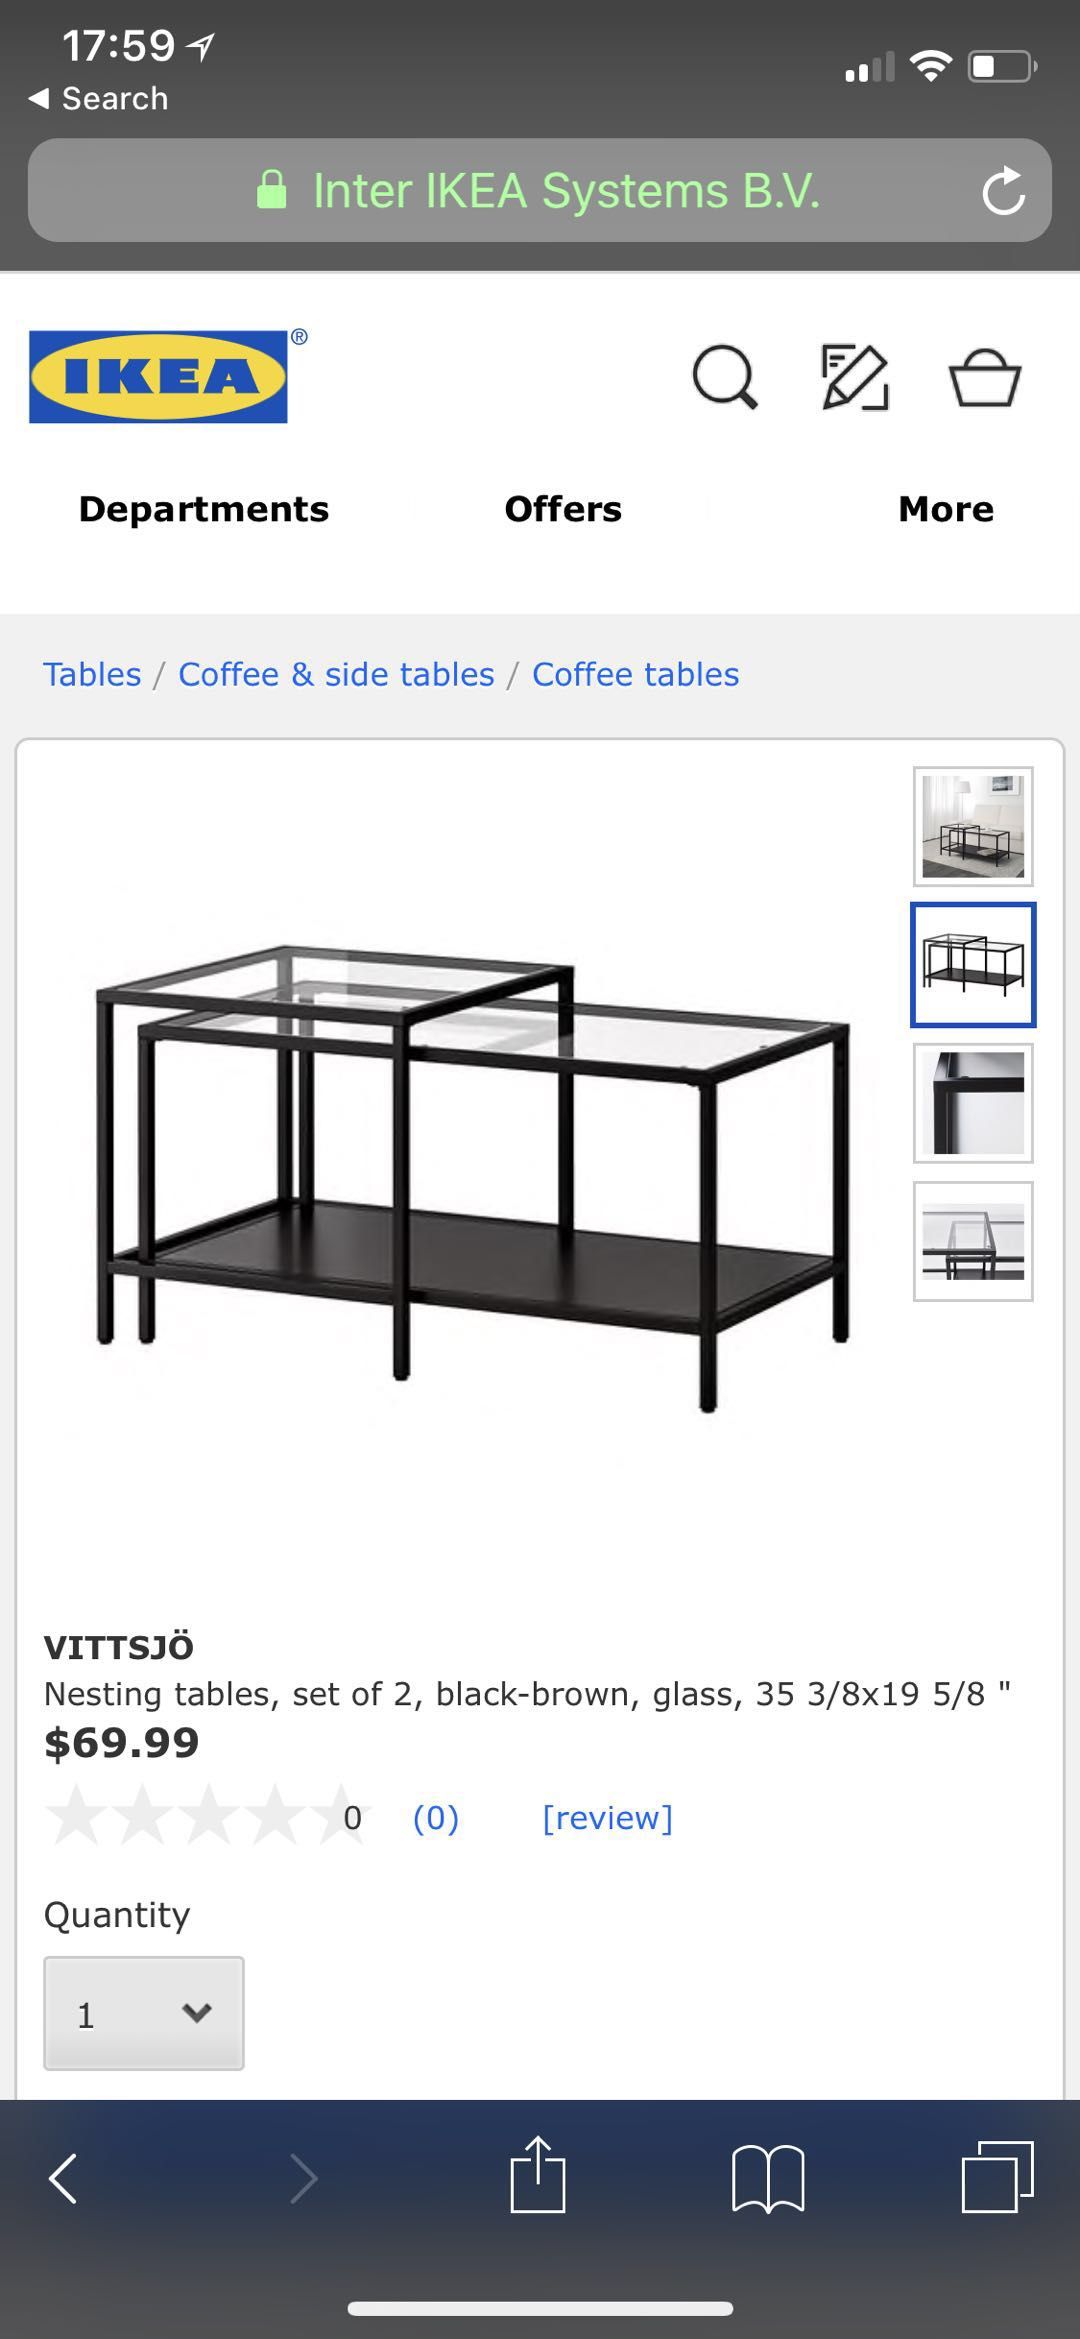 17:59
Search
Inter IKEA Systems B.V.
IKEA ®
Departments Offers More
Tables / Coffee & side tables / Coffee tables
VITTSJÖ
Nesting tables, set of 2, black-brown, glass, 35 3/8x19 5/8 "
$69.99
0 (0) [review]
Quantity
1